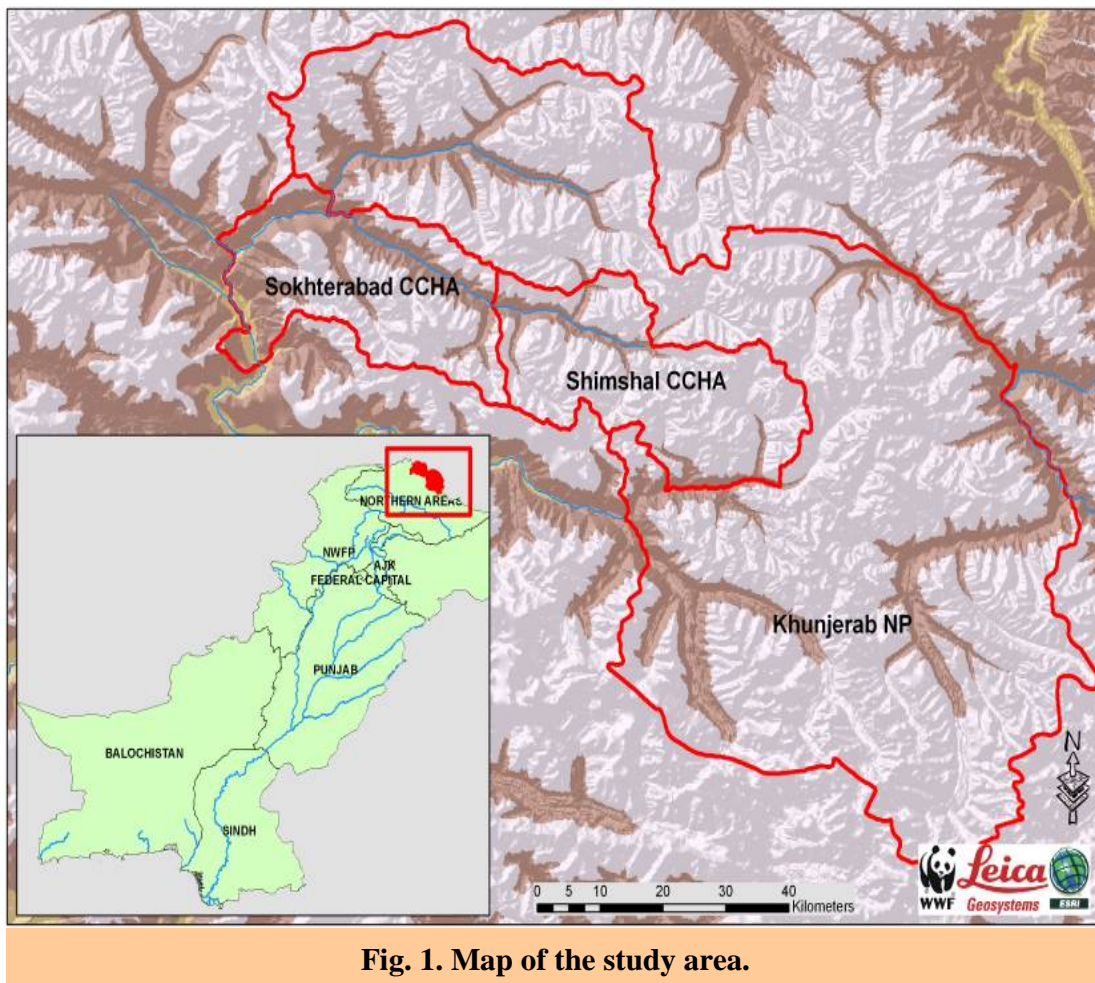 Sokhterabad CCHA
Shimshal CCHA
Khunjerab NP
NORTHERN AREAS
NWFP
AJK
FEDERAL CAPITAL
PUNJAB
BALOCHISTAN
SINDH
N
0 5 10 20 30 40
Kilometers
WWF
Leica
Geosystems
ESRI
Fig. 1. Map of the study area.